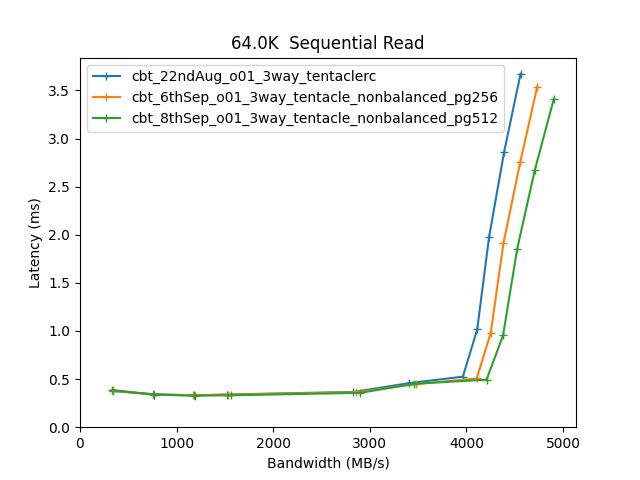 64.0K  Sequential Read
cbt_22ndAug_o01_3way_tentaclerc
cbt_6thSep_o01_3way_tentacle_nonbalanced_pg256
cbt_8thSep_o01_3way_tentacle_nonbalanced_pg512
Latency (ms)
3.5
3.0
2.5
2.0
1.5
1.0
0.5
0.0
0 1000 2000 3000 4000 5000
Bandwidth (MB/s)